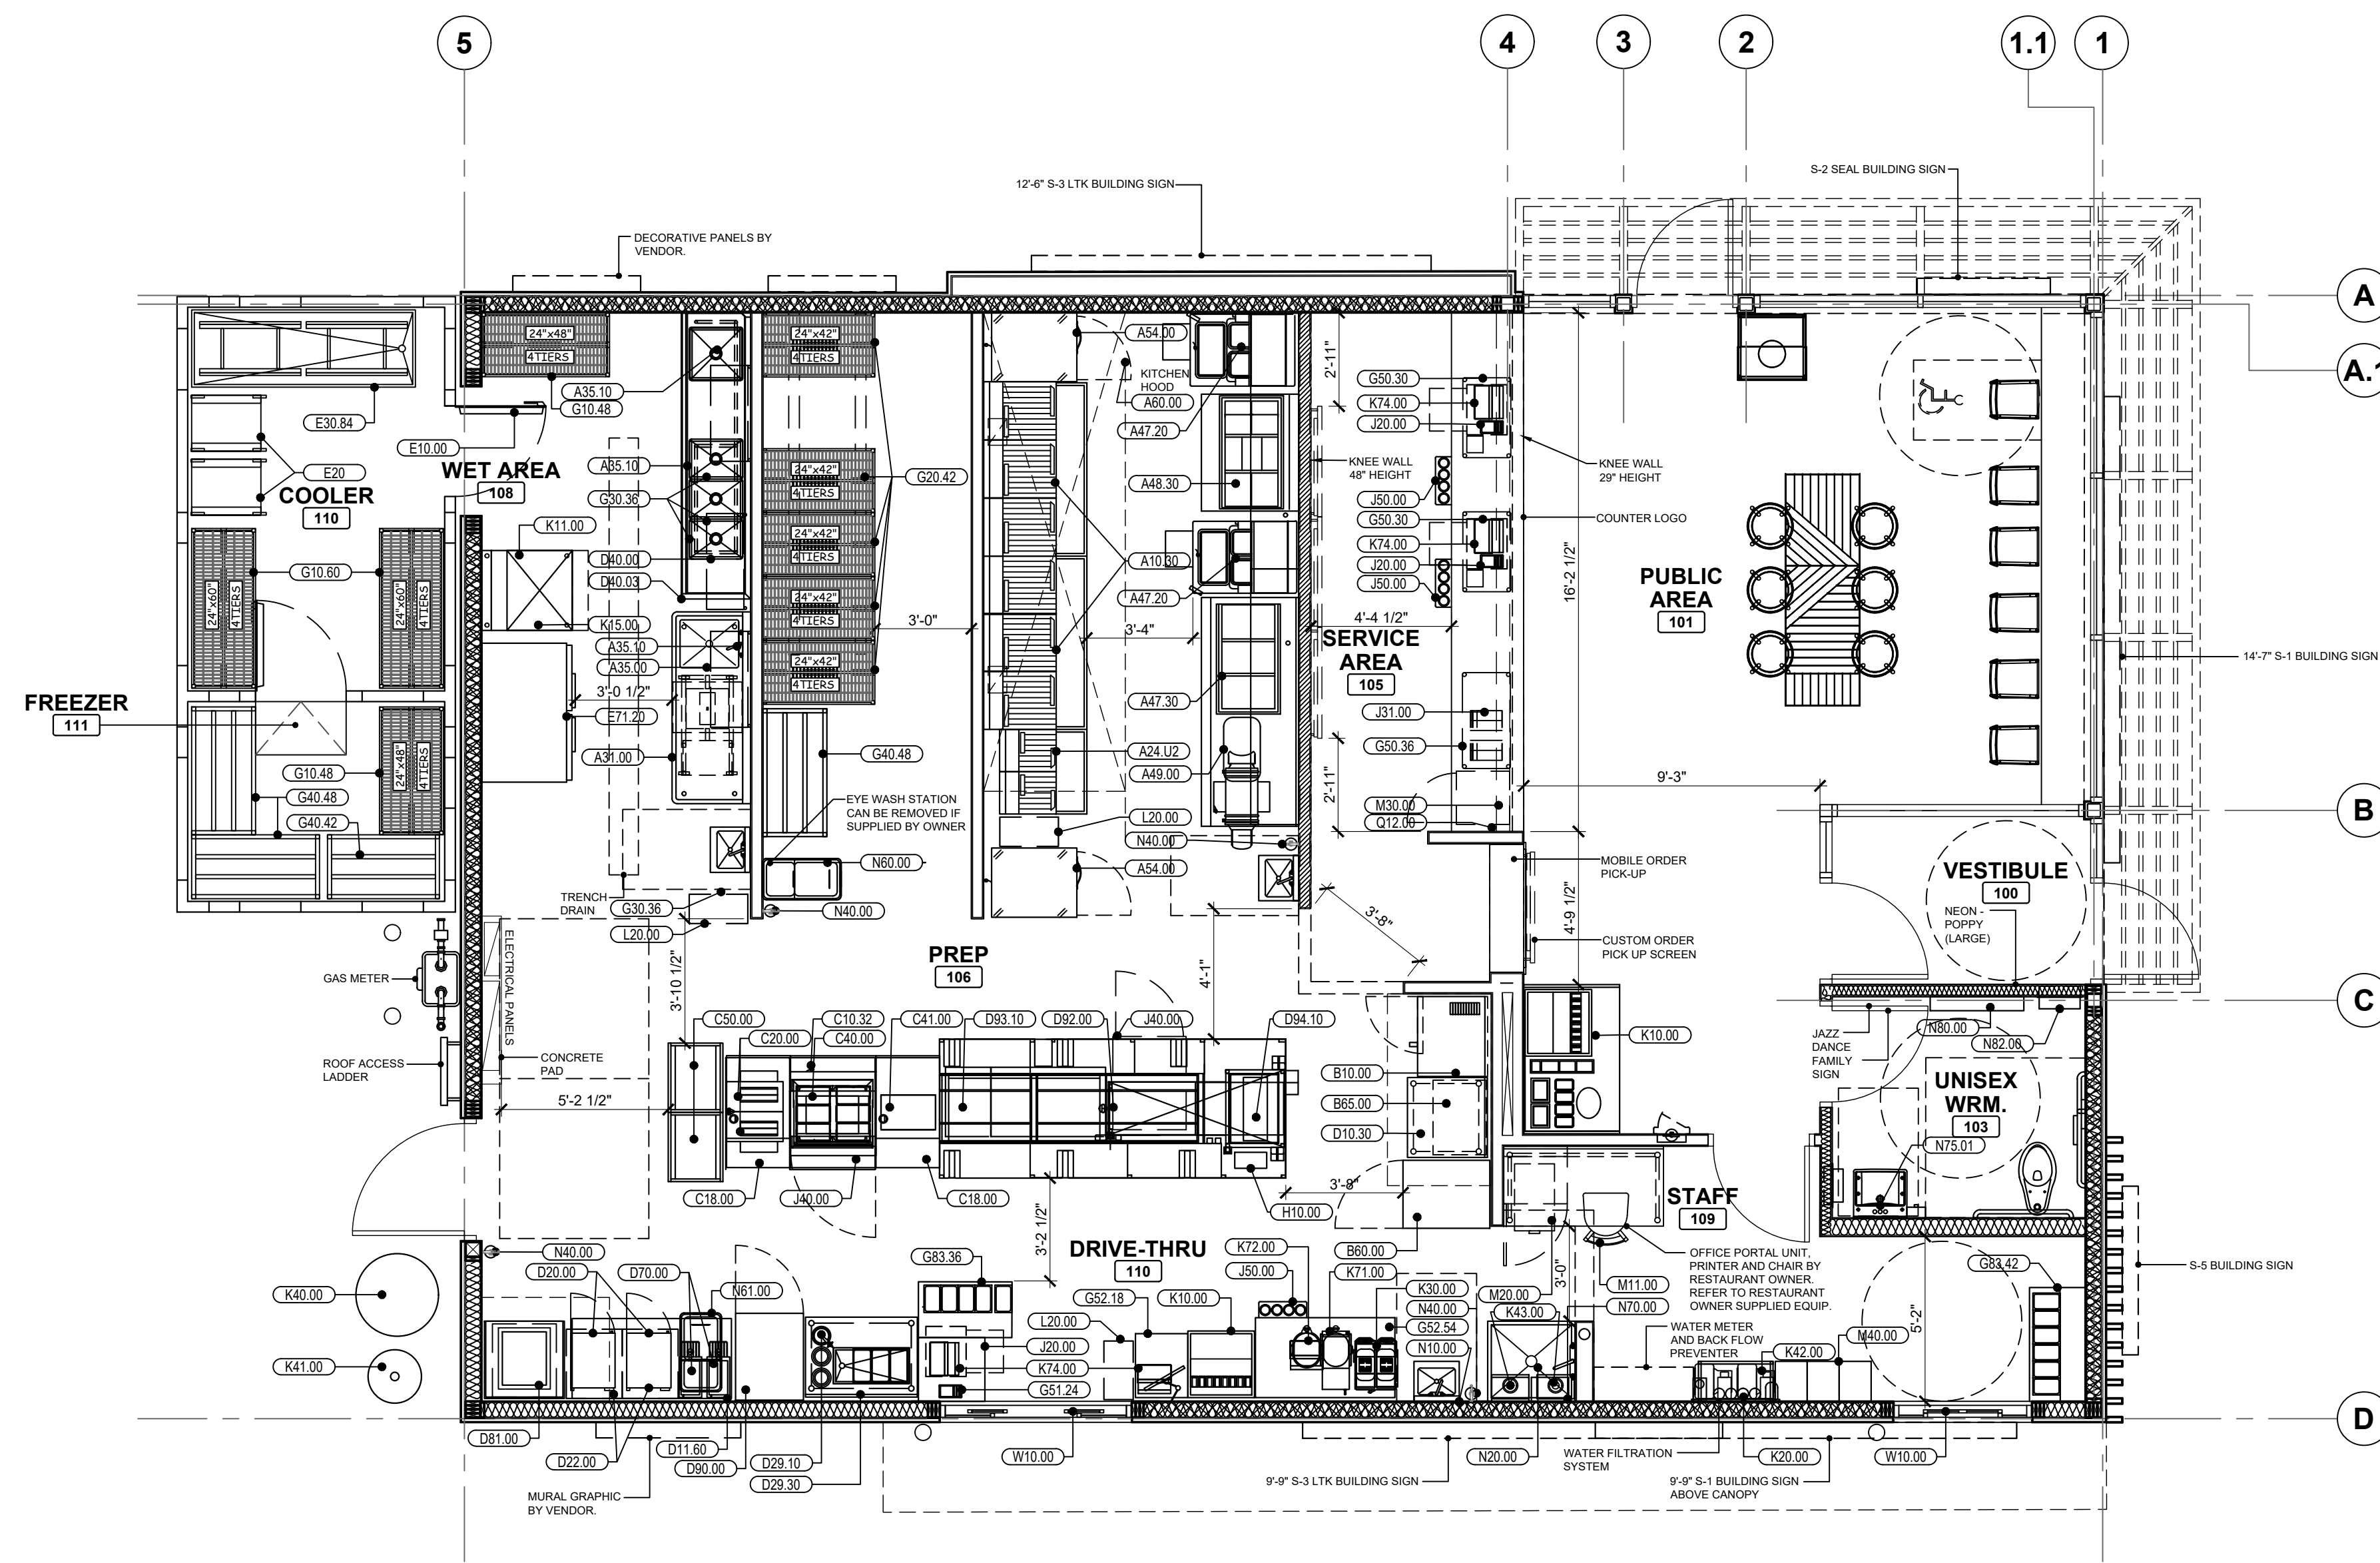 5
4
3
2
1.1
1
A
B
C
D
S-2 SEAL BUILDING SIGN
12'-6" S-3 LTK BUILDING SIGN
DECORATIVE PANELS BY
VENDOR.
24"x48"
4TIERS
24"x42"
4TIERS
A54.00
KITCHEN
HOOD
A60.00
A47.20
2'-11"
G50.30
K74.00
J20.00
A35.10
G10.48
E30.84
E10.00
E20
COOLER
110
WET AREA
108
A35.10
G30.36
K11.00
D40.00
D40.03
K15.00
A35.10
A35.00
3'-0 1/2"
E71.20
A31.00
24"x42"
4TIERS
24"x42"
4TIERS
24"x42"
4TIERS
24"x42"
4TIERS
G20.42
3'-0"
A48.30
A10.30
A47.20
3'-4"
A47.30
A24.U2
A49.00
L20.00
N40.00
A54.00
KNEE WALL
48" HEIGHT
KNEE WALL
29" HEIGHT
COUNTER LOGO
J50.00
G50.30
K74.00
J20.00
J50.00
4'-4 1/2"
SERVICE
AREA
105
J31.00
G50.36
2'-11"
M30.00
Q12.00
16'-2 1/2"
PUBLIC
AREA
101
14'-7" S-1 BUILDING SIGN
9'-3"
G10.60
24"x60"
4TIERS
24"x60"
4TIERS
FREEZER
111
24"x48"
4TIERS
G10.48
G40.48
G40.42
G40.48
EYE WASH STATION
CAN BE REMOVED IF
SUPPLIED BY OWNER
N60.00
N40.00
TRENCH
DRAIN
G30.36
L20.00
MOBILE ORDER
PICK-UP
4'-9 1/2"
3'-8"
CUSTOM ORDER
PICK UP SCREEN
VESTIBULE
100
NEON -
POPPY
(LARGE)
GAS METER
ELECTRICAL PANELS
ROOF ACCESS
LADDER
CONCRETE
PAD
3'-10 1/2"
PREP
106
4'-1"
C50.00
C20.00
C10.32
C40.00
C41.00
D93.10
D92.00
J40.00
D94.10
K10.00
B10.00
B65.00
D10.30
JAZZ
DANCE
FAMILY
SIGN
N80.00
N82.00
UNISEX
WRM.
103
N75.01
5'-2 1/2"
C18.00
J40.00
C18.00
3'-8"
H10.00
B60.00
3'-2 1/2"
STAFF
109
OFFICE PORTAL UNIT,
PRINTER AND CHAIR BY
RESTAURANT OWNER.
REFER TO RESTAURANT
OWNER SUPPLIED EQUIP.
S-5 BUILDING SIGN
G83.42
5'-2"
DRIVE-THRU
110
N40.00
D20.00
D70.00
N61.00
K40.00
K41.00
G83.36
J20.00
K74.00
G51.24
L20.00
G52.18
K10.00
K72.00
J50.00
K71.00
K30.00
N40.00
G52.54
N10.00
M20.00
K43.00
3'-0"
M11.00
N70.00
WATER METER
AND BACK FLOW
PREVENTER
K42.00
M40.00
D81.00
D22.00
D11.60
D90.00
D29.10
D29.30
MURAL GRAPHIC
BY VENDOR.
W10.00
9'-9" S-3 LTK BUILDING SIGN
N20.00
WATER FILTRATION
SYSTEM
K20.00
W10.00
9'-9" S-1 BUILDING SIGN
ABOVE CANOPY